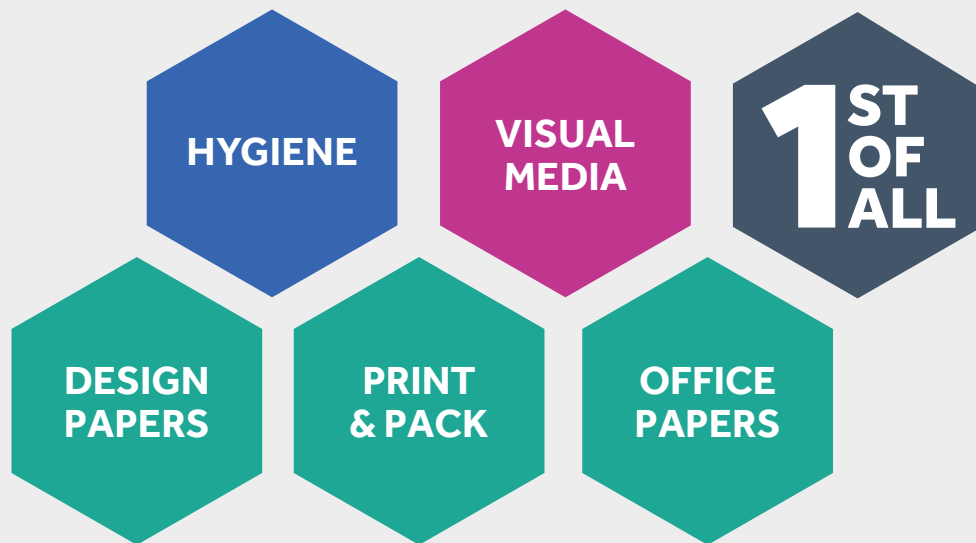 HYGIENE
VISUAL
MEDIA
1 ST
OF
ALL
DESIGN
PAPERS
PRINT
& PACK
OFFICE
PAPERS